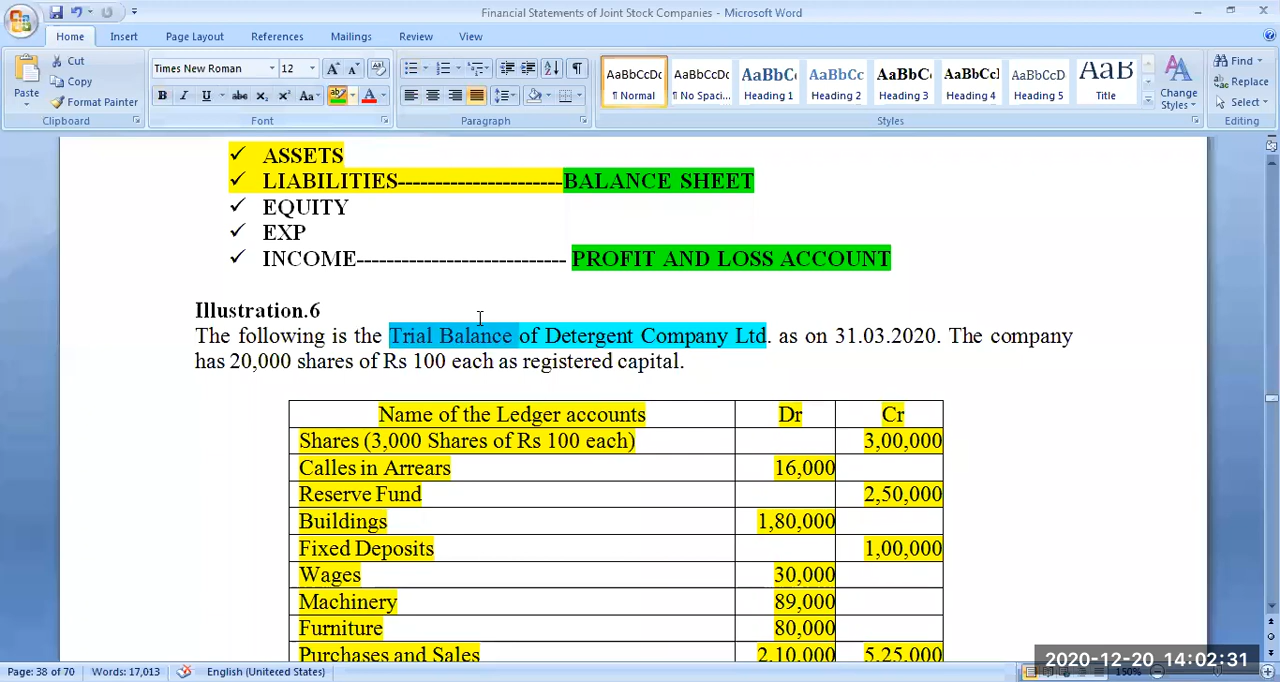 Financial Statements of Joint Stock Companies - Microsoft Word
Home Insert Page Layout References Mailings Review View
Paste
Cut
Copy
Format Painter
Clipboard
Times New Roman 12
B I U abc X₂ X² Aa A
Font
Paragraph
AaBbCcDc AaBbCcDc AaBbC AaBbCc AaBbCc AaBbCcI AaBbCcD AaB
¶ Normal ¶ No Spaci... Heading 1 Heading 2 Heading 3 Heading 4 Heading 5 Title
Change Styles
Styles
Find
Replace
Select
Editing
✓ ASSETS
✓ LIABILITIES----------------------BALANCE SHEET
✓ EQUITY
✓ EXP
✓ INCOME---------------------------- PROFIT AND LOSS ACCOUNT
Illustration.6
The following is the Trial Balance of Detergent Company Ltd. as on 31.03.2020. The company
has 20,000 shares of Rs 100 each as registered capital.
Name of the Ledger accounts Dr Cr
Shares (3,000 Shares of Rs 100 each) 3,00,000
Calles in Arrears 16,000
Reserve Fund 2,50,000
Buildings 1,80,000
Fixed Deposits 1,00,000
Wages 30,000
Machinery 89,000
Furniture 80,000
Purchases and Sales 2,10,000 5,25,000
2020-12-20 14:02:31
Page: 38 of 70 Words: 17,013 English (Uniteced States) 150%